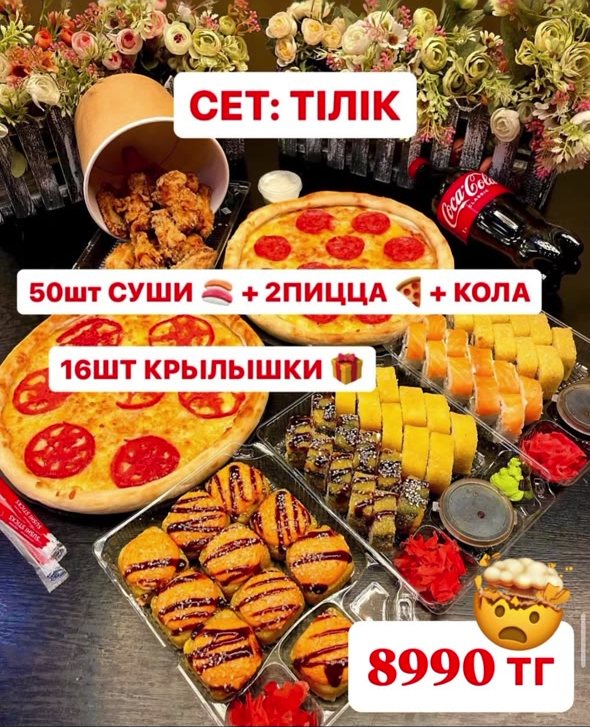 СЕТ: ТІЛІК
Coca-Cola
50шт СУШИ 🍣 + 2ПИЦЦА 🍕 + КОЛА
16ШТ КРЫЛЫШКИ 🎁
8990 тг